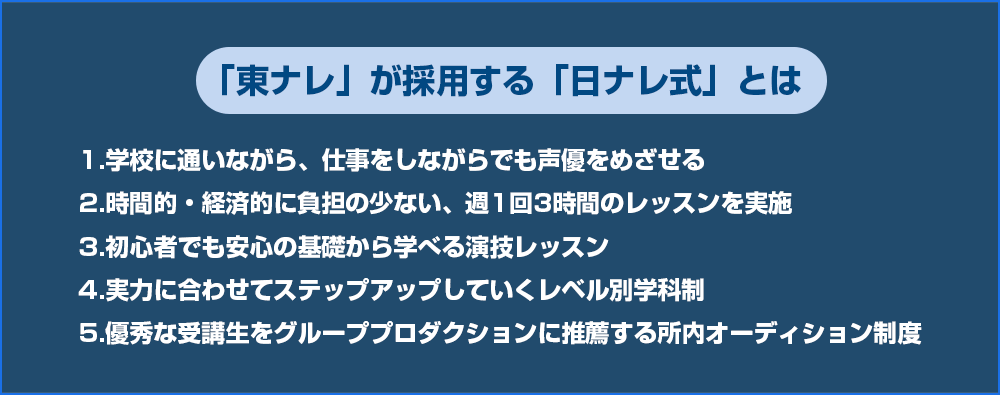 「東ナレ」が採用する「日ナレ式」とは
1.学校に通いながら、仕事をしながらでも声優をめざせる
2.時間的・経済的に負担の少ない、週1回3時間のレッスンを実施
3.初心者でも安心の基礎から学べる演技レッスン
4.実力に合わせてステップアップしていくレベル別学科制
5.優秀な受講生をグループプロダクションに推薦する所内オーディション制度